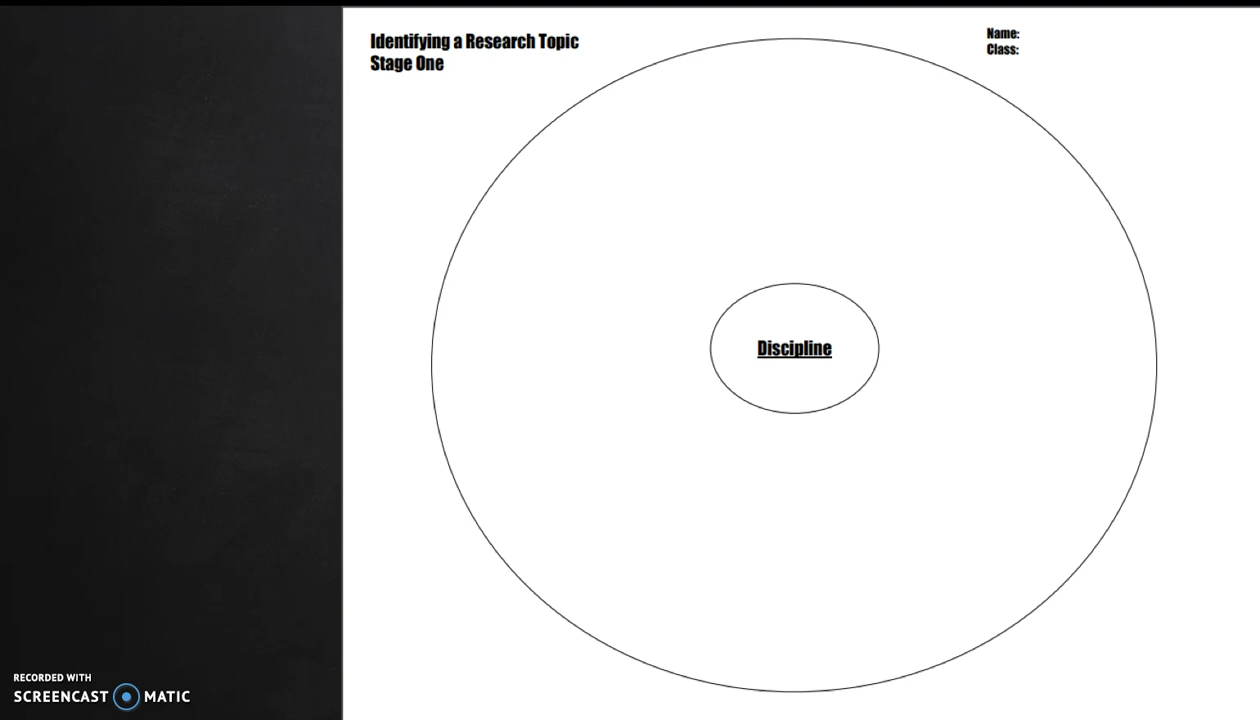 Identifying a Research Topic
Stage One
Name:
Class:
Discipline
RECORDED WITH
SCREENCAST MATIC